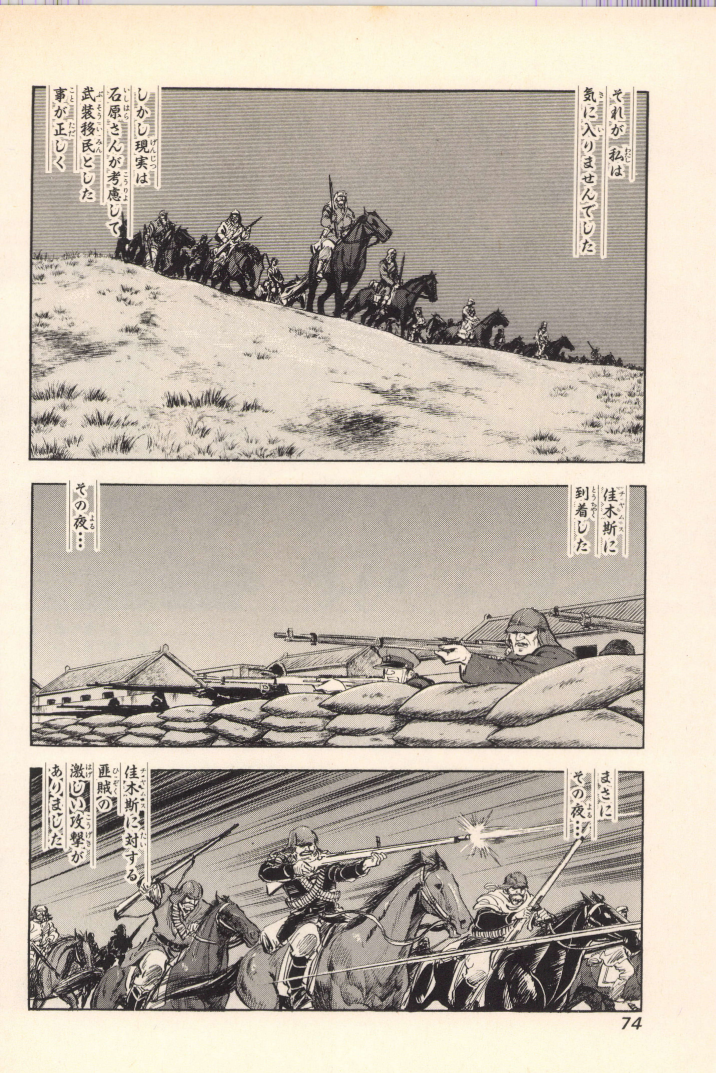 それが 私は
気に入りませんでした
しかし現実は
石原さんが考慮して
武装移民とした
事が正しく
佳木斯に
到着した
その夜…
まさに
その夜…
佳木斯に対する
匪賊の
激しい攻撃が
ありました
74